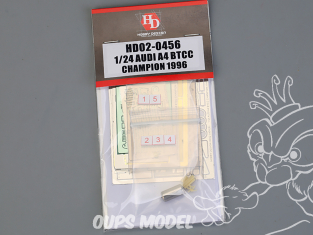 HD
HOBBY DESIGN
HD02-0456
1/24 AUDI A4 BTCC
CHAMPION 1996
1 5
2 3 4
OUPS MODEL